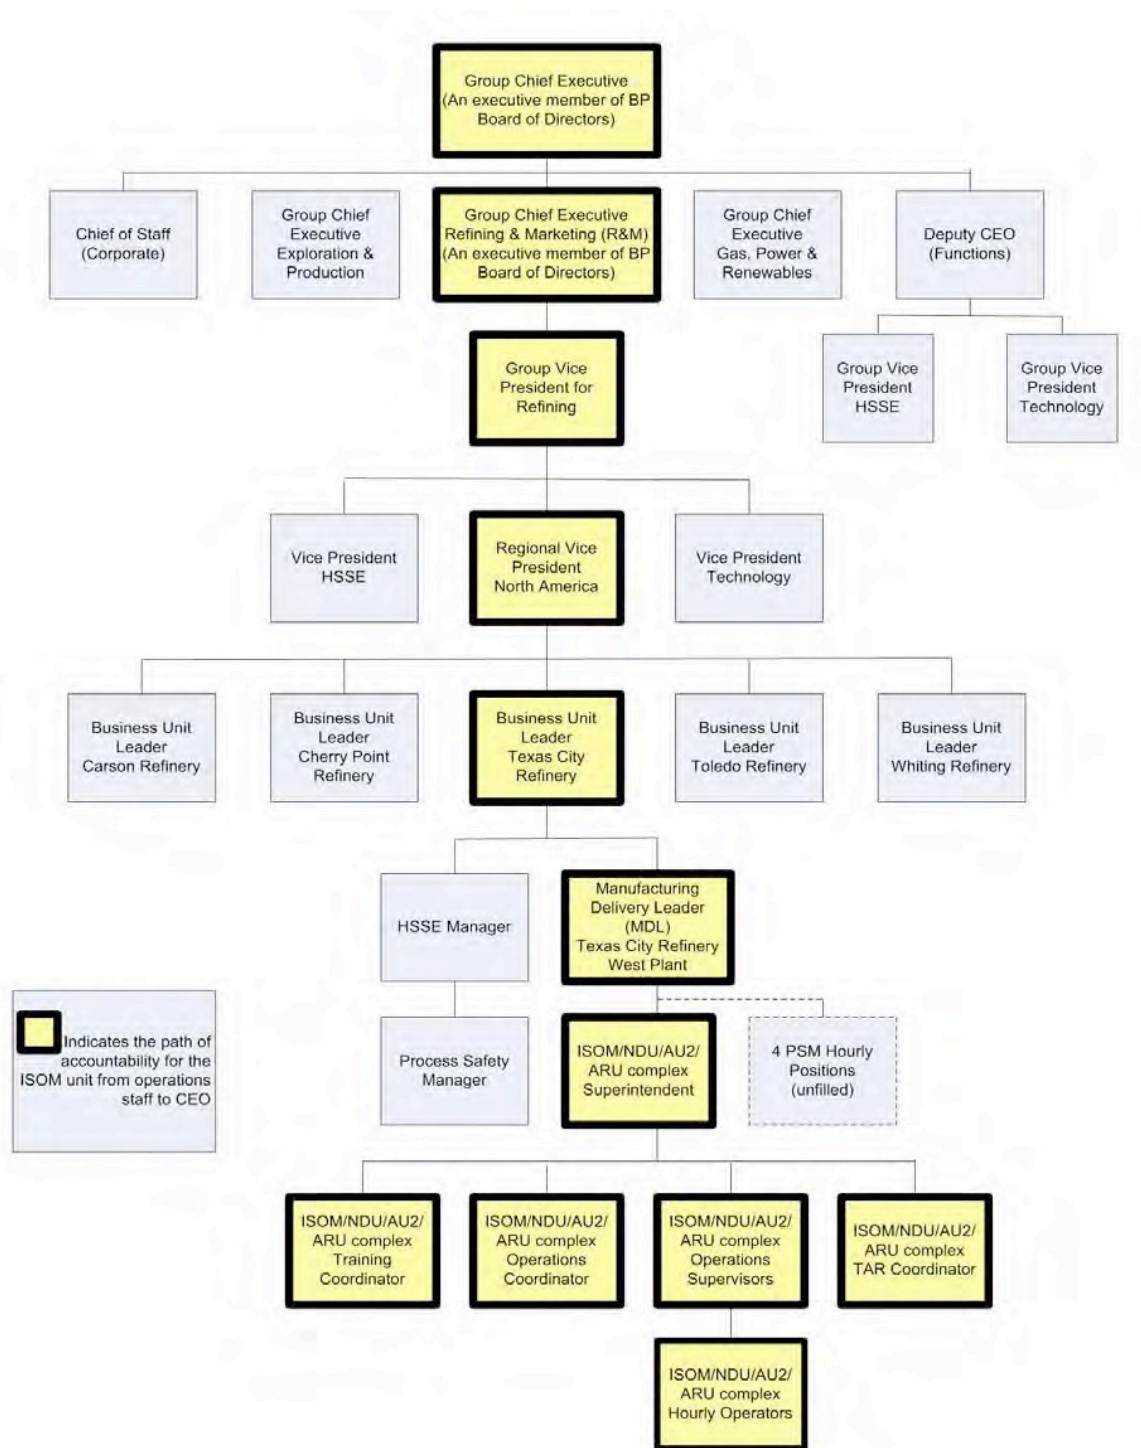 Group Chief Executive
(An executive member of BP
Board of Directors)
Chief of Staff
(Corporate)
Group Chief
Executive
Exploration &
Production
Group Chief Executive
Refining & Marketing (R&M)
(An executive member of BP
Board of Directors)
Group Chief
Executive
Gas, Power &
Renewables
Deputy CEO
(Functions)
Group Vice
President for
Refining
Group Vice
President
HSSE
Group Vice
President
Technology
Vice President
HSSE
Regional Vice
President
North America
Vice President
Technology
Business Unit
Leader
Carson Refinery
Business Unit
Leader
Cherry Point
Refinery
Business Unit
Leader
Texas City
Refinery
Business Unit
Leader
Toledo Refinery
Business Unit
Leader
Whiting Refinery
HSSE Manager
Manufacturing
Delivery Leader
(MDL)
Texas City Refinery
West Plant
Indicates the path of
accountability for the
ISOM unit from operations
staff to CEO
Process Safety
Manager
ISOM/NDU/AU2/
ARU complex
Superintendent
4 PSM Hourly
Positions
(unfilled)
ISOM/NDU/AU2/
ARU complex
Training
Coordinator
ISOM/NDU/AU2/
ARU complex
Operations
Coordinator
ISOM/NDU/AU2/
ARU complex
Operations
Supervisors
ISOM/NDU/AU2/
ARU complex
TAR Coordinator
ISOM/NDU/AU2/
ARU complex
Hourly Operators